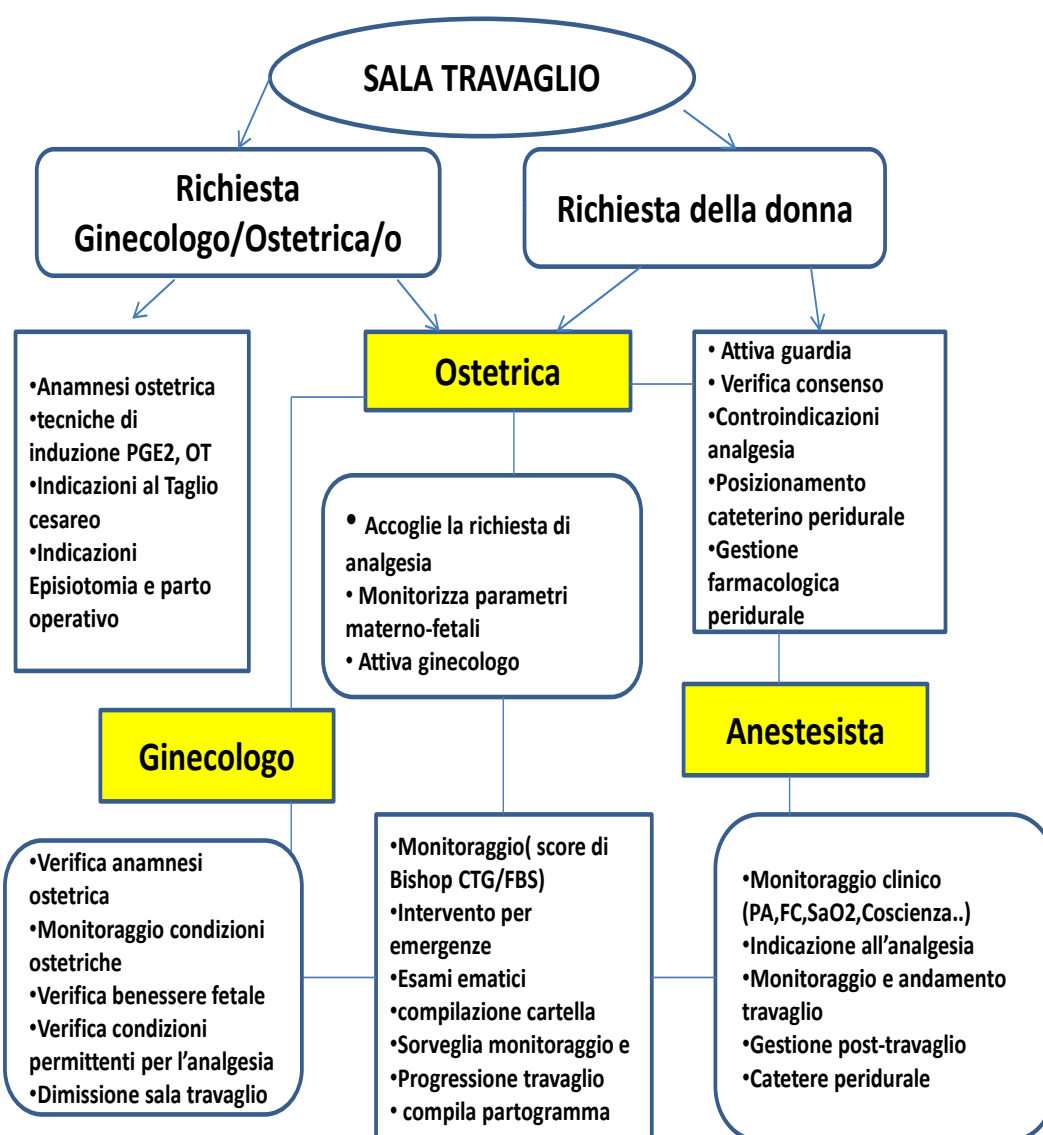 SALA TRAVAGLIO
Richiesta
Ginecologo/Ostetrica/o
Richiesta della donna
•Anamnesi ostetrica
•tecniche di
induzione PGE2, OT
•Indicazioni al Taglio
cesareo
•Indicazioni
Episiotomia e parto
operativo
Ostetrica
• Attiva guardia
• Verifica consenso
•Controindicazioni
analgesia
•Posizionamento
cateterino peridurale
•Gestione
farmacologica
peridurale
• Accoglie la richiesta di
analgesia
• Monitorizza parametri
materno-fetali
• Attiva ginecologo
Ginecologo
Anestesista
•Verifica anamnesi
ostetrica
•Monitoraggio condizioni
ostetriche
•Verifica benessere fetale
•Verifica condizioni
permittenti per l'analgesia
•Dimissione sala travaglio
•Monitoraggio( score di
Bishop CTG/FBS)
•Intervento per
emergenze
•Esami ematici
•compilazione cartella
•Sorveglia monitoraggio e
•Progressione travaglio
• compila partogramma
•Monitoraggio clinico
(PA,FC,SaO2,Coscienza..)
•Indicazione all'analgesia
•Monitoraggio e andamento
travaglio
•Gestione post-travaglio
•Catetere peridurale